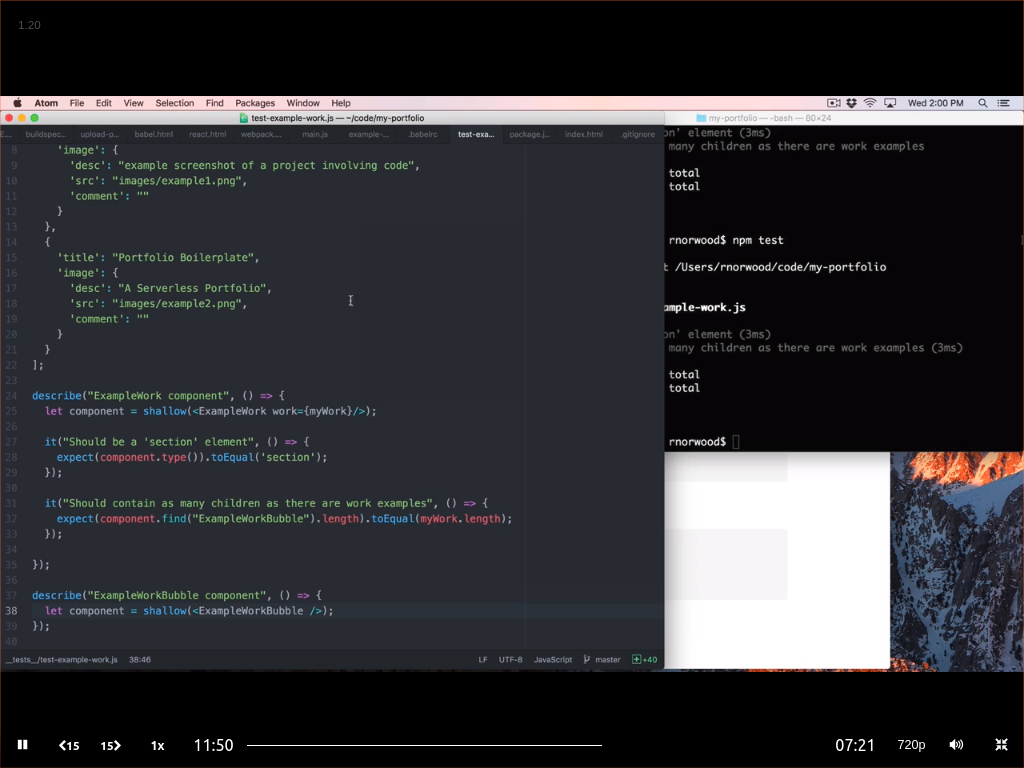 1.20
Atom File Edit View Selection Find Packages Window Help Wed 2:00 PM
test-example-work.js — ~/code/my-portfolio
E... buildspec... upload-p... babel.html react.html webpack.... main.js example-... .babelrc test-exa... package.j... index.html .gitignore
8 'image': {
9 'desc': "example screenshot of a project involving code",
10 'src': "images/example1.png",
11 'comment': ""
12 }
13 },
14 {
15 'title': "Portfolio Boilerplate",
16 'image': {
17 'desc': "A Serverless Portfolio",
18 'src': "images/example2.png",
19 'comment': ""
20 }
21 }
22 ];
23
24 describe("ExampleWork component", () => {
25 let component = shallow(<ExampleWork work={myWork}/>);
26
27 it("Should be a 'section' element", () => {
28 expect(component.type()).toEqual('section');
29 });
30
31 it("Should contain as many children as there are work examples", () => {
32 expect(component.find("ExampleWorkBubble").length).toEqual(myWork.length);
33 });
34
35 });
36
37 describe("ExampleWorkBubble component", () => {
38 let component = shallow(<ExampleWorkBubble />);
39 });
40
__tests__/test-example-work.js 38:46 LF UTF-8 JavaScript master +40
my-portfolio — -bash — 80×24
on' element (3ms)
many children as there are work examples
total
total
rnorwood$ npm test
t /Users/rnorwood/code/my-portfolio
ample-work.js
on' element (3ms)
many children as there are work examples (3ms)
total
total
rnorwood$
15 15 1x 11:50 07:21 720p